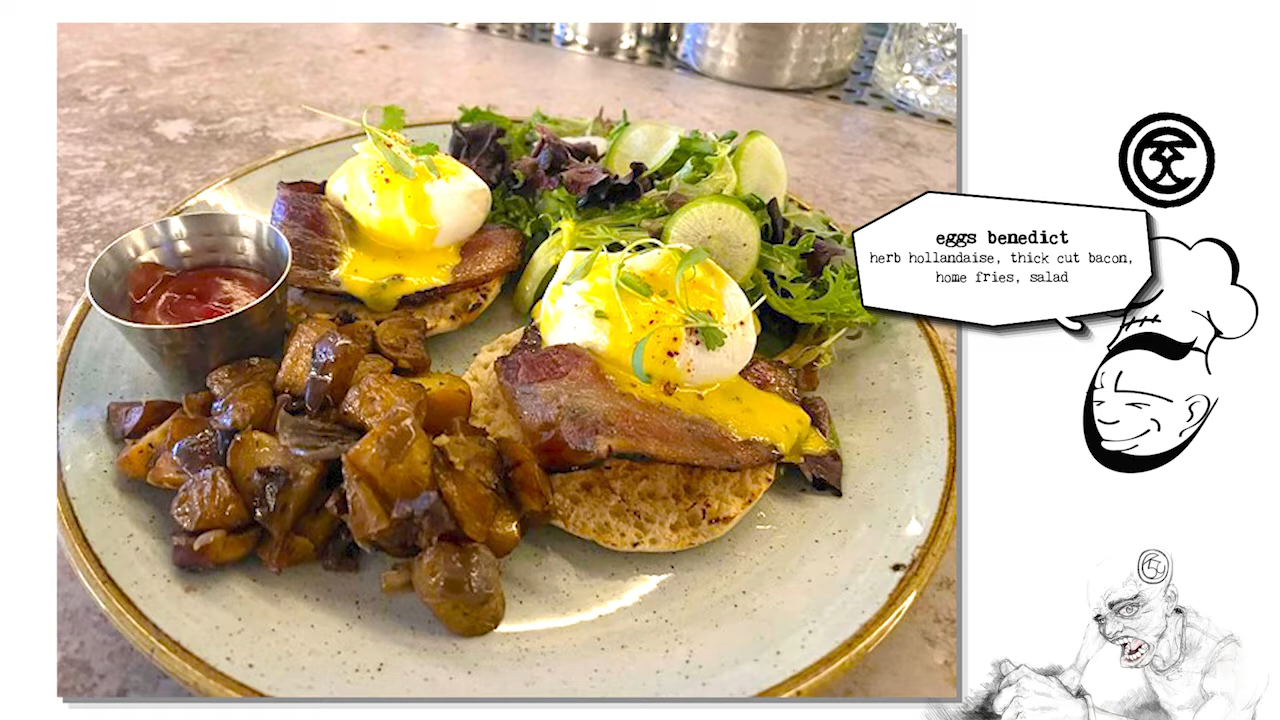 eggs benedict
herb hollandaise, thick cut bacon,
home fries, salad